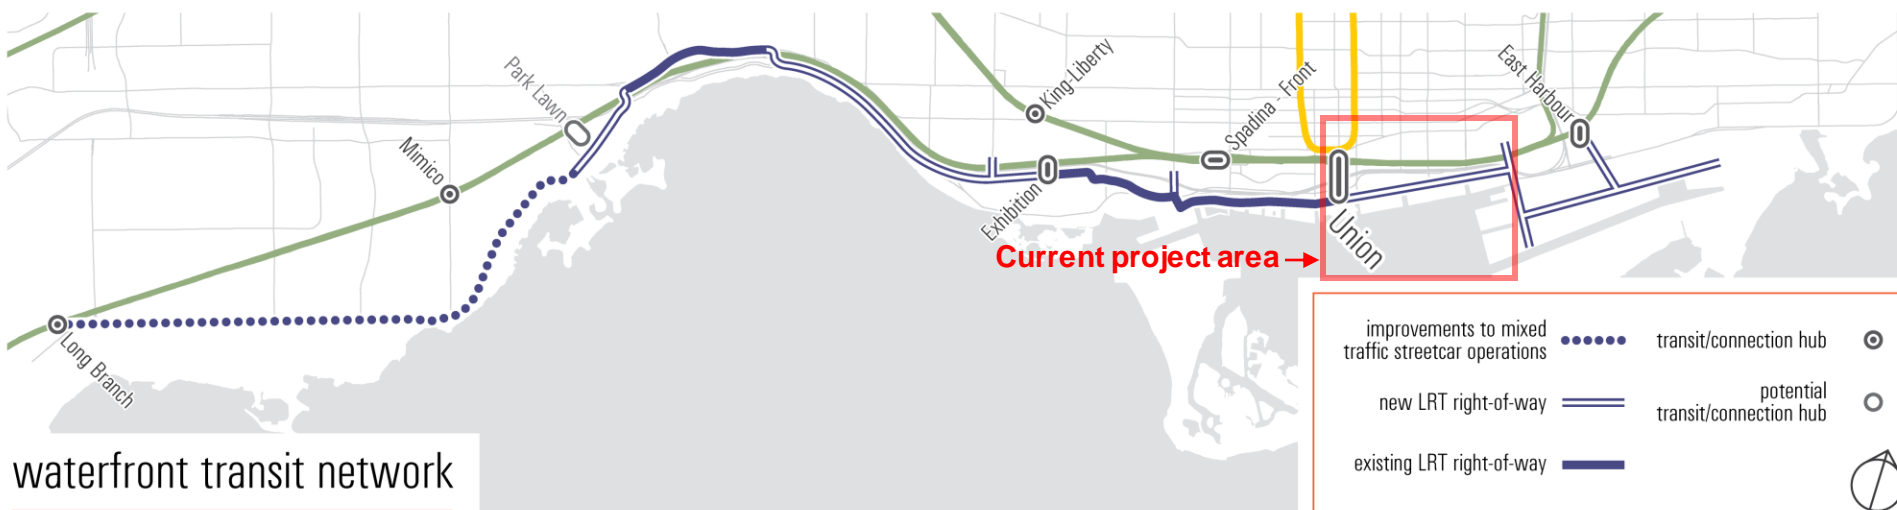 Park Lawn
Mimico
Long Branch
King-Liberty
Spadina - Front
East Harbour
Exhibition
Union
Current project area
improvements to mixed
traffic streetcar operations
transit/connection hub
new LRT right-of-way
potential
transit/connection hub
existing LRT right-of-way
waterfront transit network